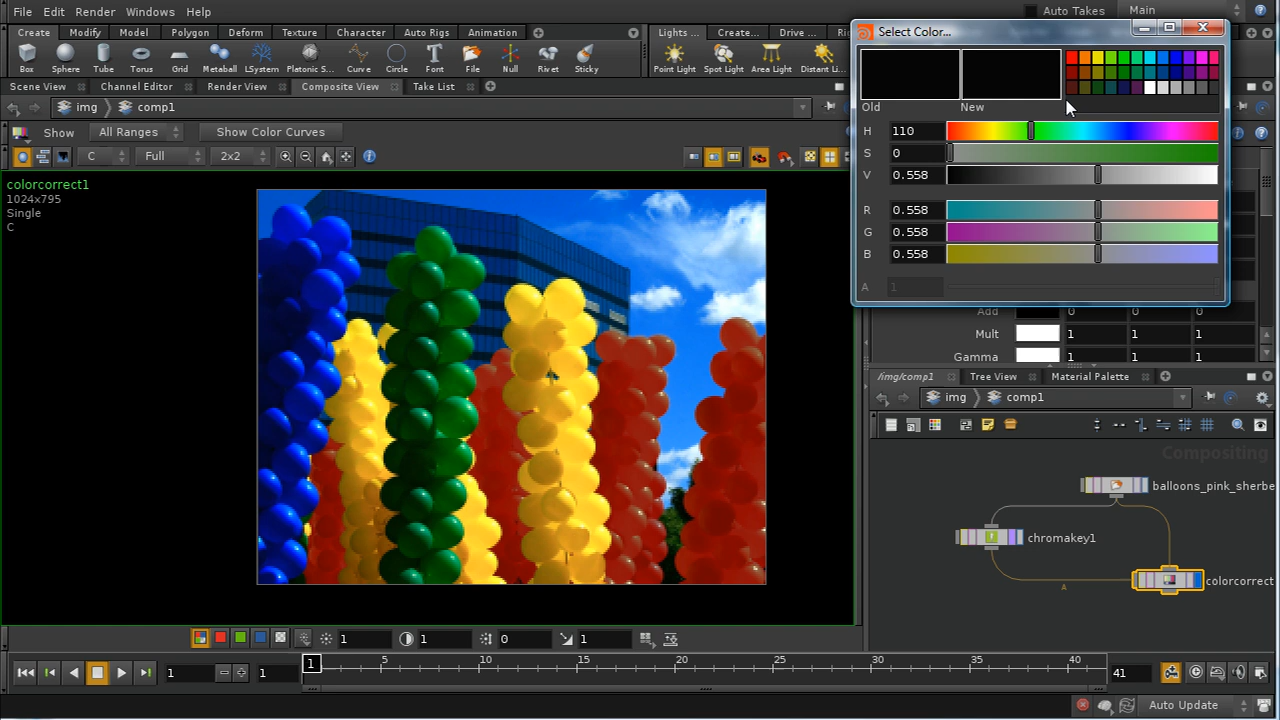 File Edit Render Windows Help
Auto Takes Main
Create Modify Model Polygon Deform Texture Character Auto Rigs Animation
Lights ... Create... Drive ...
Box Sphere Tube Torus Grid Metaball LSystem Platonic S... Curve Circle Font File Null Rivet Sticky
Point Light Spot Light Area Light Distant Li...
Scene View Channel Editor Render View Composite View Take List
img comp1
Show All Ranges Show Color Curves
C Full 2x2
colorcorrect1
1024x795
Single
C
Select Color...
Old New
H 110
S 0
V 0.558
R 0.558
G 0.558
B 0.558
A 1
Add 0 0 0
Mult 1 1 1
Gamma 1 1 1
/img/comp1 Tree View Material Palette
img comp1
Compositing
balloons_pink_sherbe
chromakey1
A
colorcorrect
1 1 0 1
1 1 1 5 10 15 20 25 30 35 40 41
Auto Update